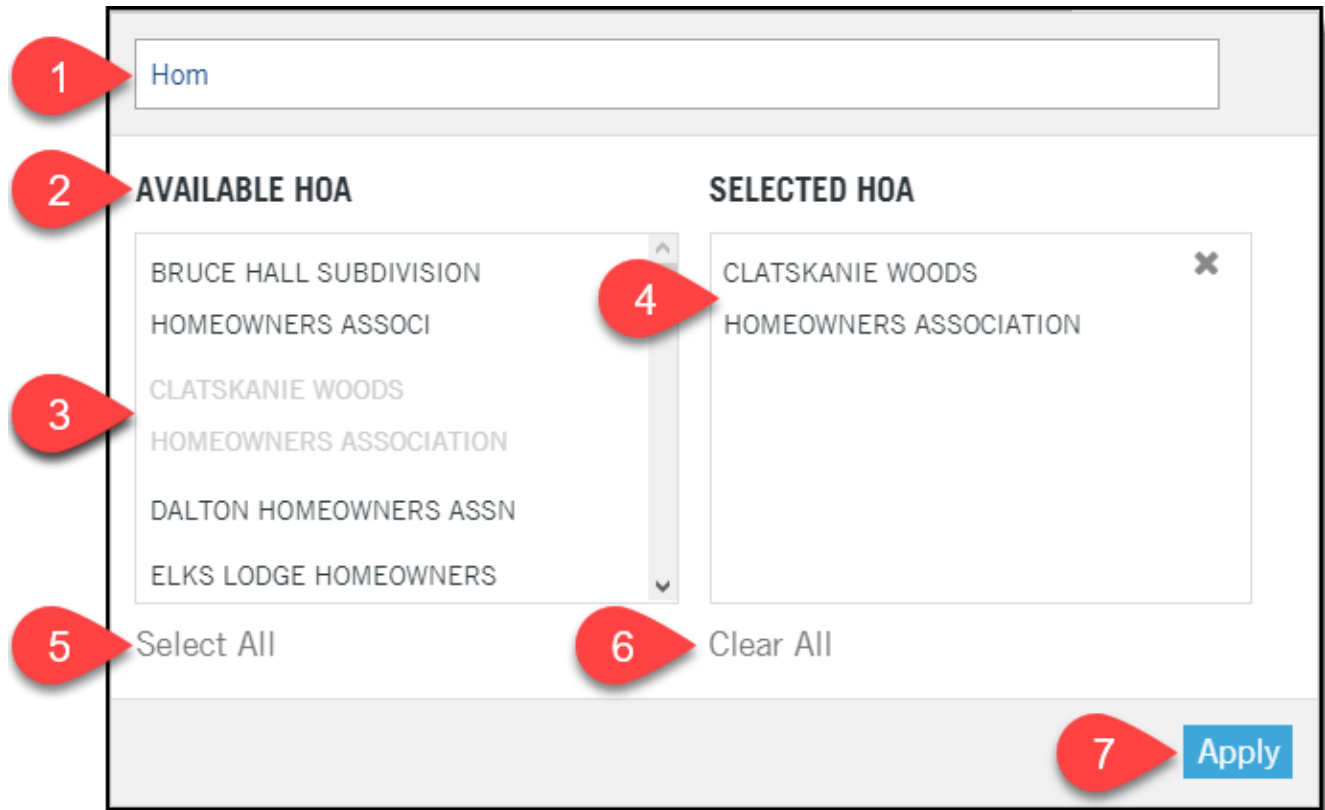 1
Hom
2
AVAILABLE HOA
BRUCE HALL SUBDIVISION
HOMEOWNERS ASSOCI
3
CLATSKANIE WOODS
HOMEOWNERS ASSOCIATION
DALTON HOMEOWNERS ASSN
ELKS LODGE HOMEOWNERS
5
Select All
SELECTED HOA
4
CLATSKANIE WOODS
HOMEOWNERS ASSOCIATION
6
Clear All
7
Apply